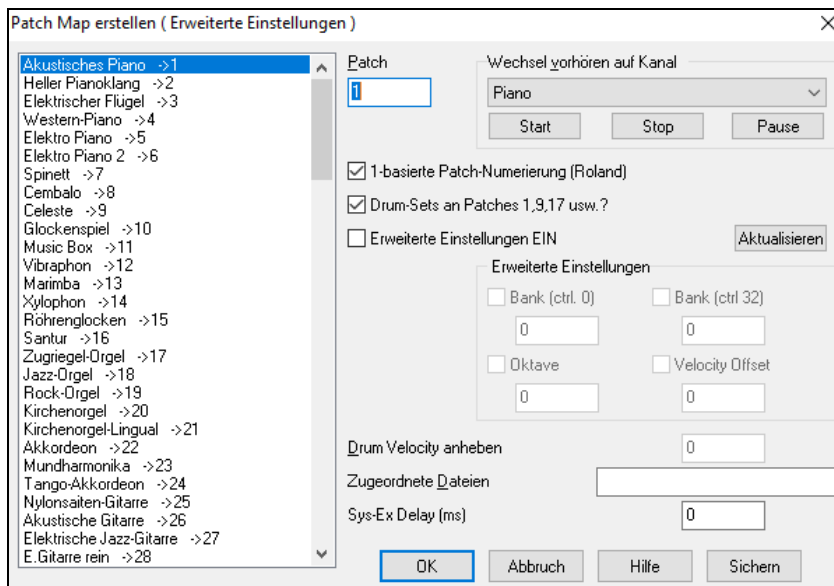 Patch Map erstellen ( Erweiterte Einstellungen )
Akustisches Piano ->1
Heller Pianoklang ->2
Elektrischer Flügel ->3
Western-Piano ->4
Elektro Piano ->5
Elektro Piano 2 ->6
Spinett ->7
Cembalo ->8
Celeste ->9
Glockenspiel ->10
Music Box ->11
Vibraphon ->12
Marimba ->13
Xylophon ->14
Röhrenglocken ->15
Santur ->16
Zugriegel-Orgel ->17
Jazz-Orgel ->18
Rock-Orgel ->19
Kirchenorgel ->20
Kirchenorgel-Lingual ->21
Akkordeon ->22
Mundharmonika ->23
Tango-Akkordeon ->24
Nylonsaiten-Gitarre ->25
Akustische Gitarre ->26
Elektrische Jazz-Gitarre ->27
E.Gitarre rein ->28
Patch
1
Wechsel vorhören auf Kanal
Piano
Start Stop Pause
1-basierte Patch-Numerierung (Roland)
Drum-Sets an Patches 1,9,17 usw.?
Erweiterte Einstellungen EIN
Aktualisieren
Erweiterte Einstellungen
Bank (ctrl. 0) Bank (ctrl 32)
0 0
Oktave Velocity Offset
0 0
Drum Velocity anheben 0
Zugeordnete Dateien
Sys-Ex Delay (ms) 0
OK Abbruch Hilfe Sichern